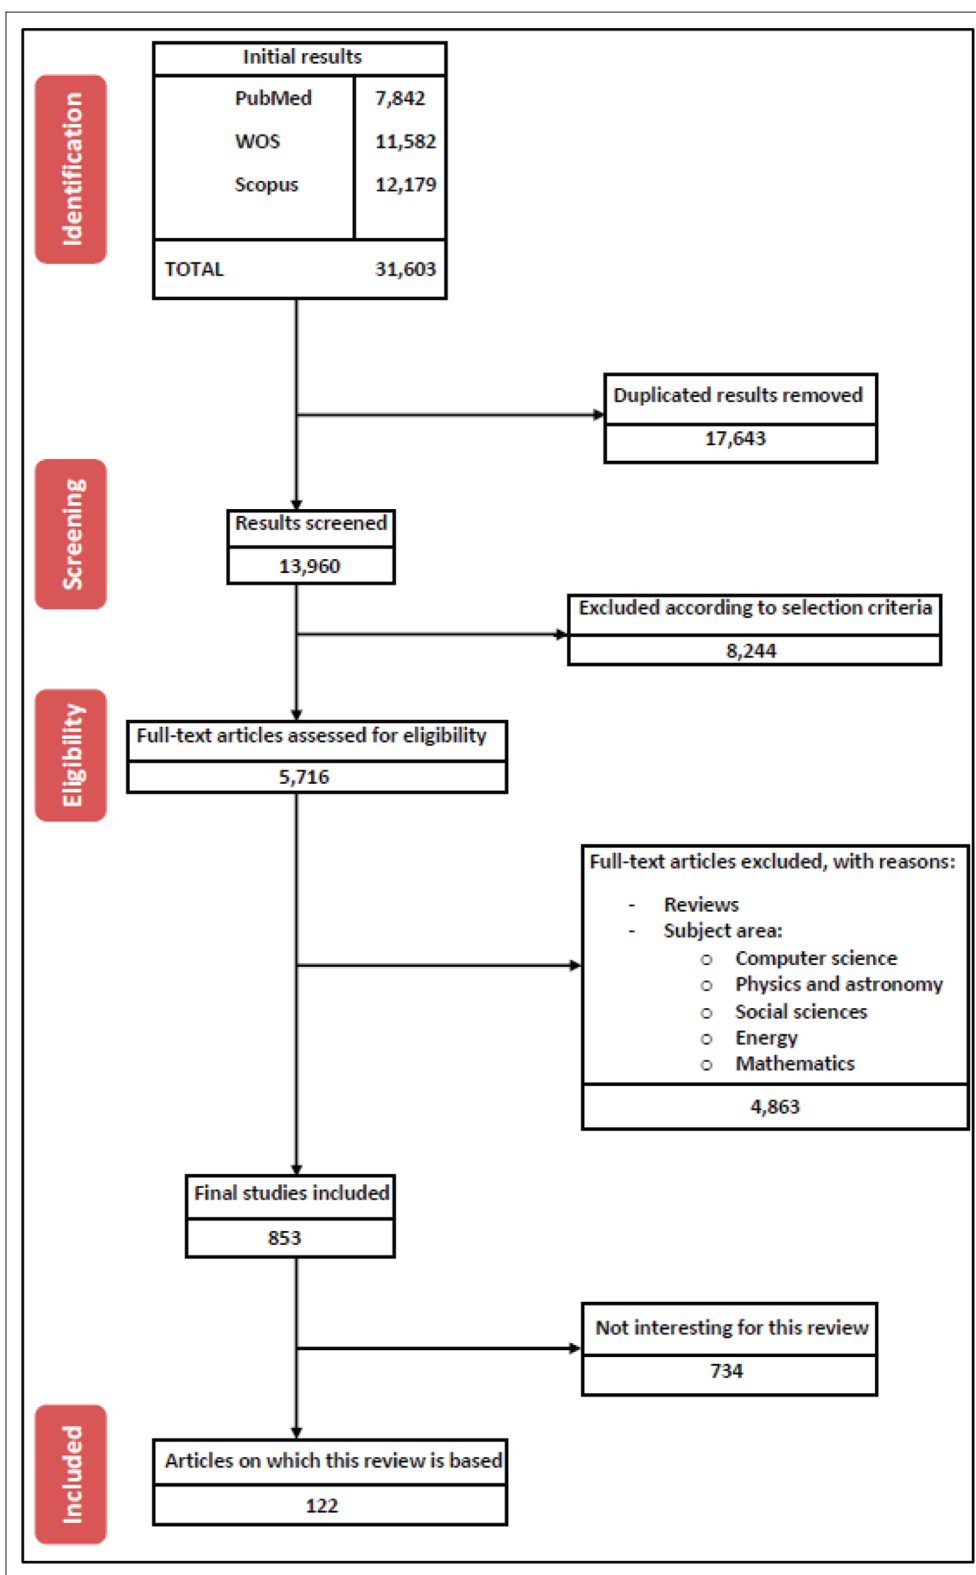 Identification
Initial results
PubMed 7,842
WOS 11,582
Scopus 12,179
TOTAL 31,603
Duplicated results removed
17,643
Screening
Results screened
13,960
Excluded according to selection criteria
8,244
Eligibility
Full-text articles assessed for eligibility
5,716
Full-text articles excluded, with reasons:
- Reviews
- Subject area:
o Computer science
o Physics and astronomy
o Social sciences
o Energy
o Mathematics
4,863
Final studies included
853
Not interesting for this review
734
Included
Articles on which this review is based
122